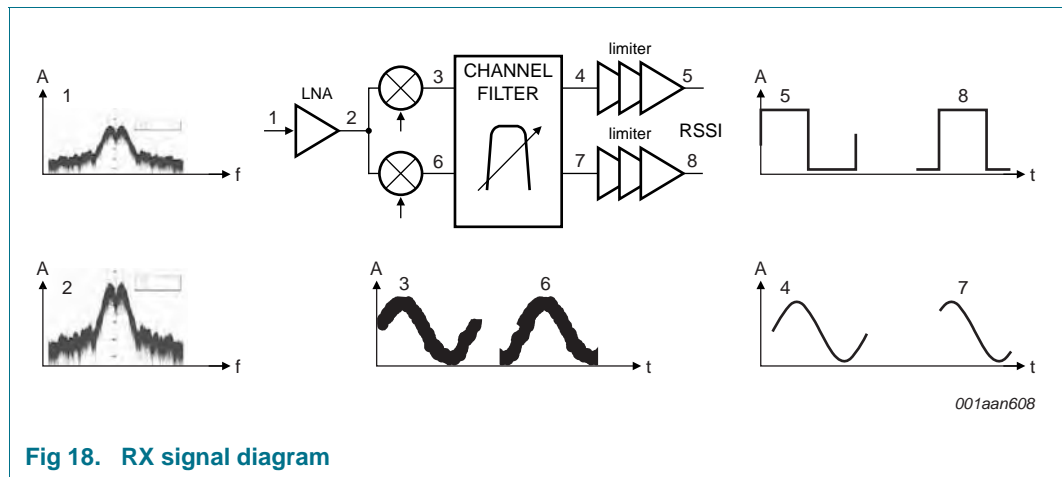 A
1
f
LNA
1
2
3
CHANNEL
FILTER
6
4
limiter
5
RSSI
limiter
7
8
A
5
8
t
A
2
f
A
3
6
t
A
4
7
t
001aan608
Fig 18. RX signal diagram